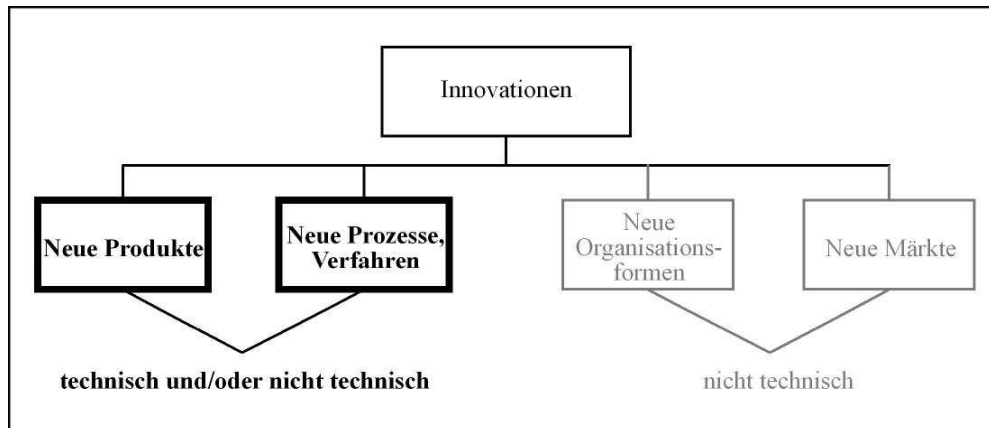 Innovationen
Neue Produkte
Neue Prozesse,
Verfahren
Neue
Organisations-
formen
Neue Märkte
technisch und/oder nicht technisch
nicht technisch